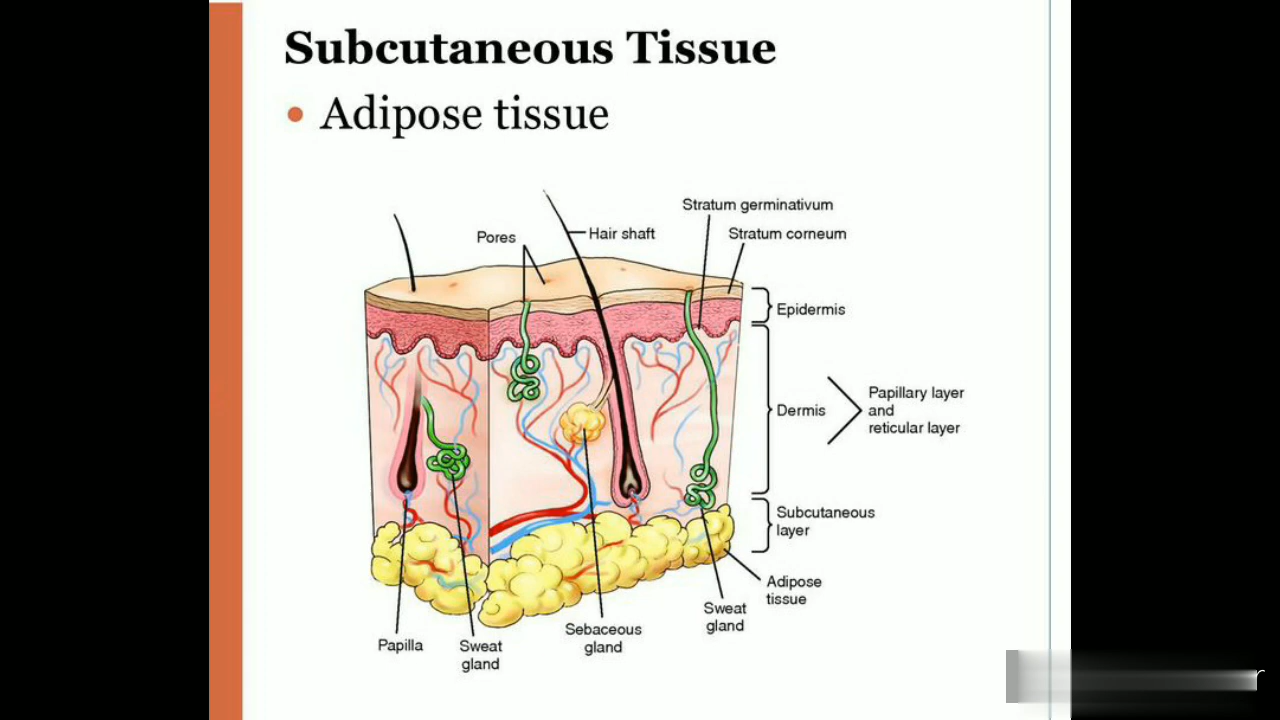 Subcutaneous Tissue
• Adipose tissue
Stratum germinativum
Pores
Hair shaft
Stratum corneum
Epidermis
Dermis
Papillary layer
and
reticular layer
Subcutaneous
layer
Adipose
tissue
Sweat
gland
Sebaceous
gland
Papilla
Sweat
gland